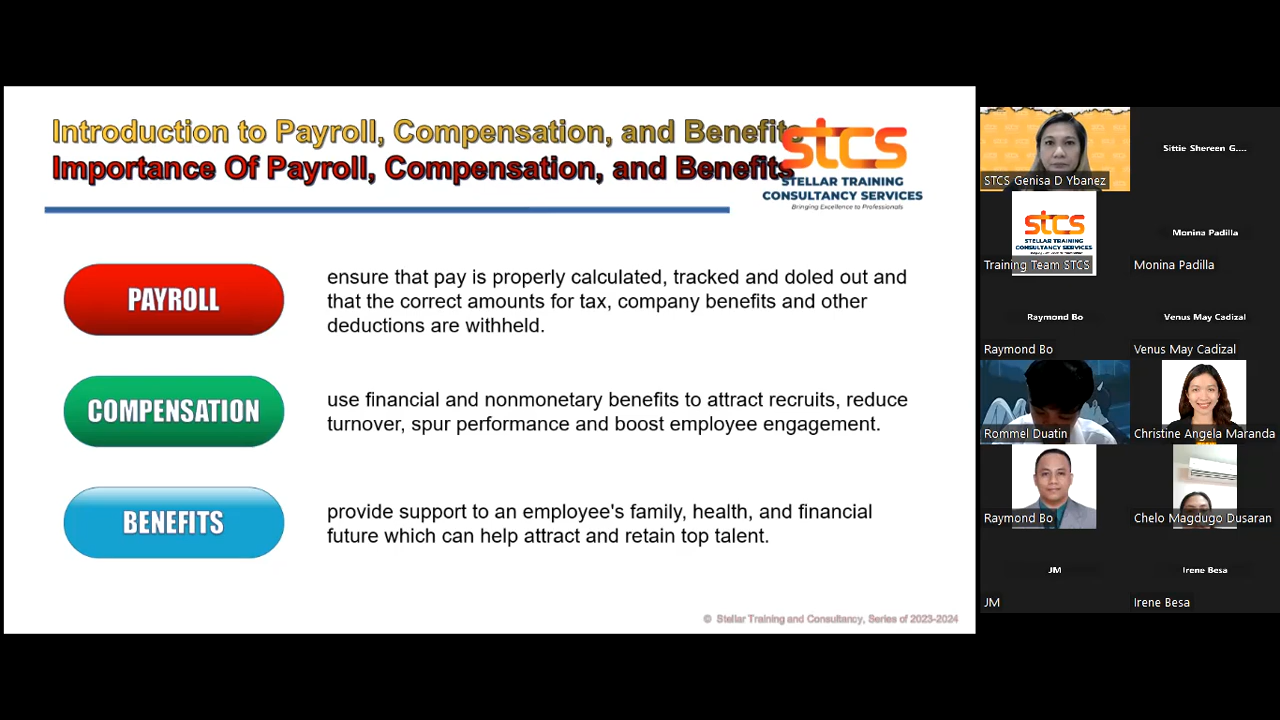 Introduction to Payroll, Compensation, and Benefits
Importance Of Payroll, Compensation, and Benefits
stcs
STELLAR TRAINING
CONSULTANCY SERVICES
Bringing Excellence to Professionals
PAYROLL
ensure that pay is properly calculated, tracked and doled out and
that the correct amounts for tax, company benefits and other
deductions are withheld.
COMPENSATION
use financial and nonmonetary benefits to attract recruits, reduce
turnover, spur performance and boost employee engagement.
BENEFITS
provide support to an employee's family, health, and financial
future which can help attract and retain top talent.
© Stellar Training and Consultancy, Series of 2023-2024
STCS Genisa D Ybanez
Sittie Shereen G....
stcs
STELLAR TRAINING
CONSULTANCY SERVICES
Training Team STCS
Monina Padilla
Monina Padilla
Raymond Bo
Raymond Bo
Venus May Cadizal
Venus May Cadizal
Rommel Duatin
Christine Angela Maranda
Raymond Bo
Chelo Magdugo Dusaran
JM
JM
Irene Besa
Irene Besa